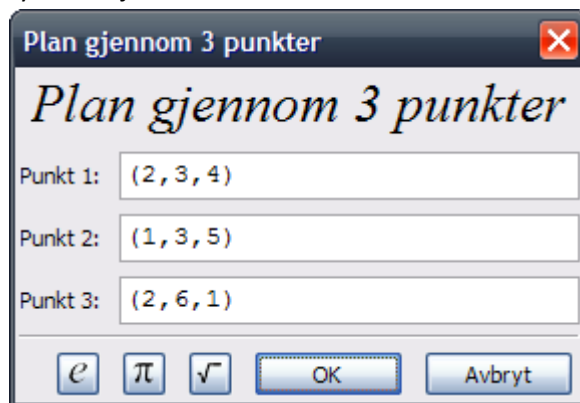 Plan gjennom 3 punkter
Plan gjennom 3 punkter
Punkt 1: (2,3,4)
Punkt 2: (1,3,5)
Punkt 3: (2,6,1)
e π √ OK Avbryt